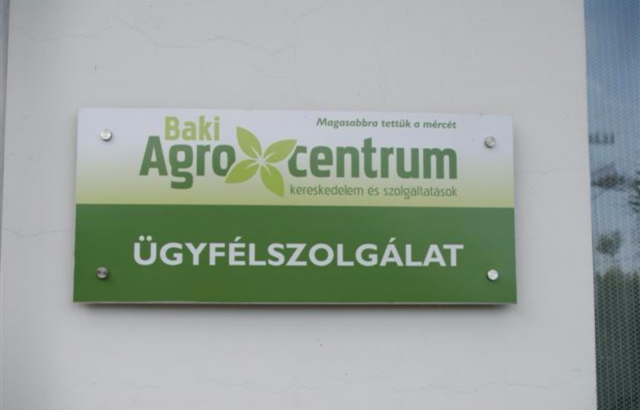 Magasabbra tettük a mércét
Baki
Agro centrum
kereskedelem és szolgáltatások
ÜGYFÉLSZOLGÁLAT